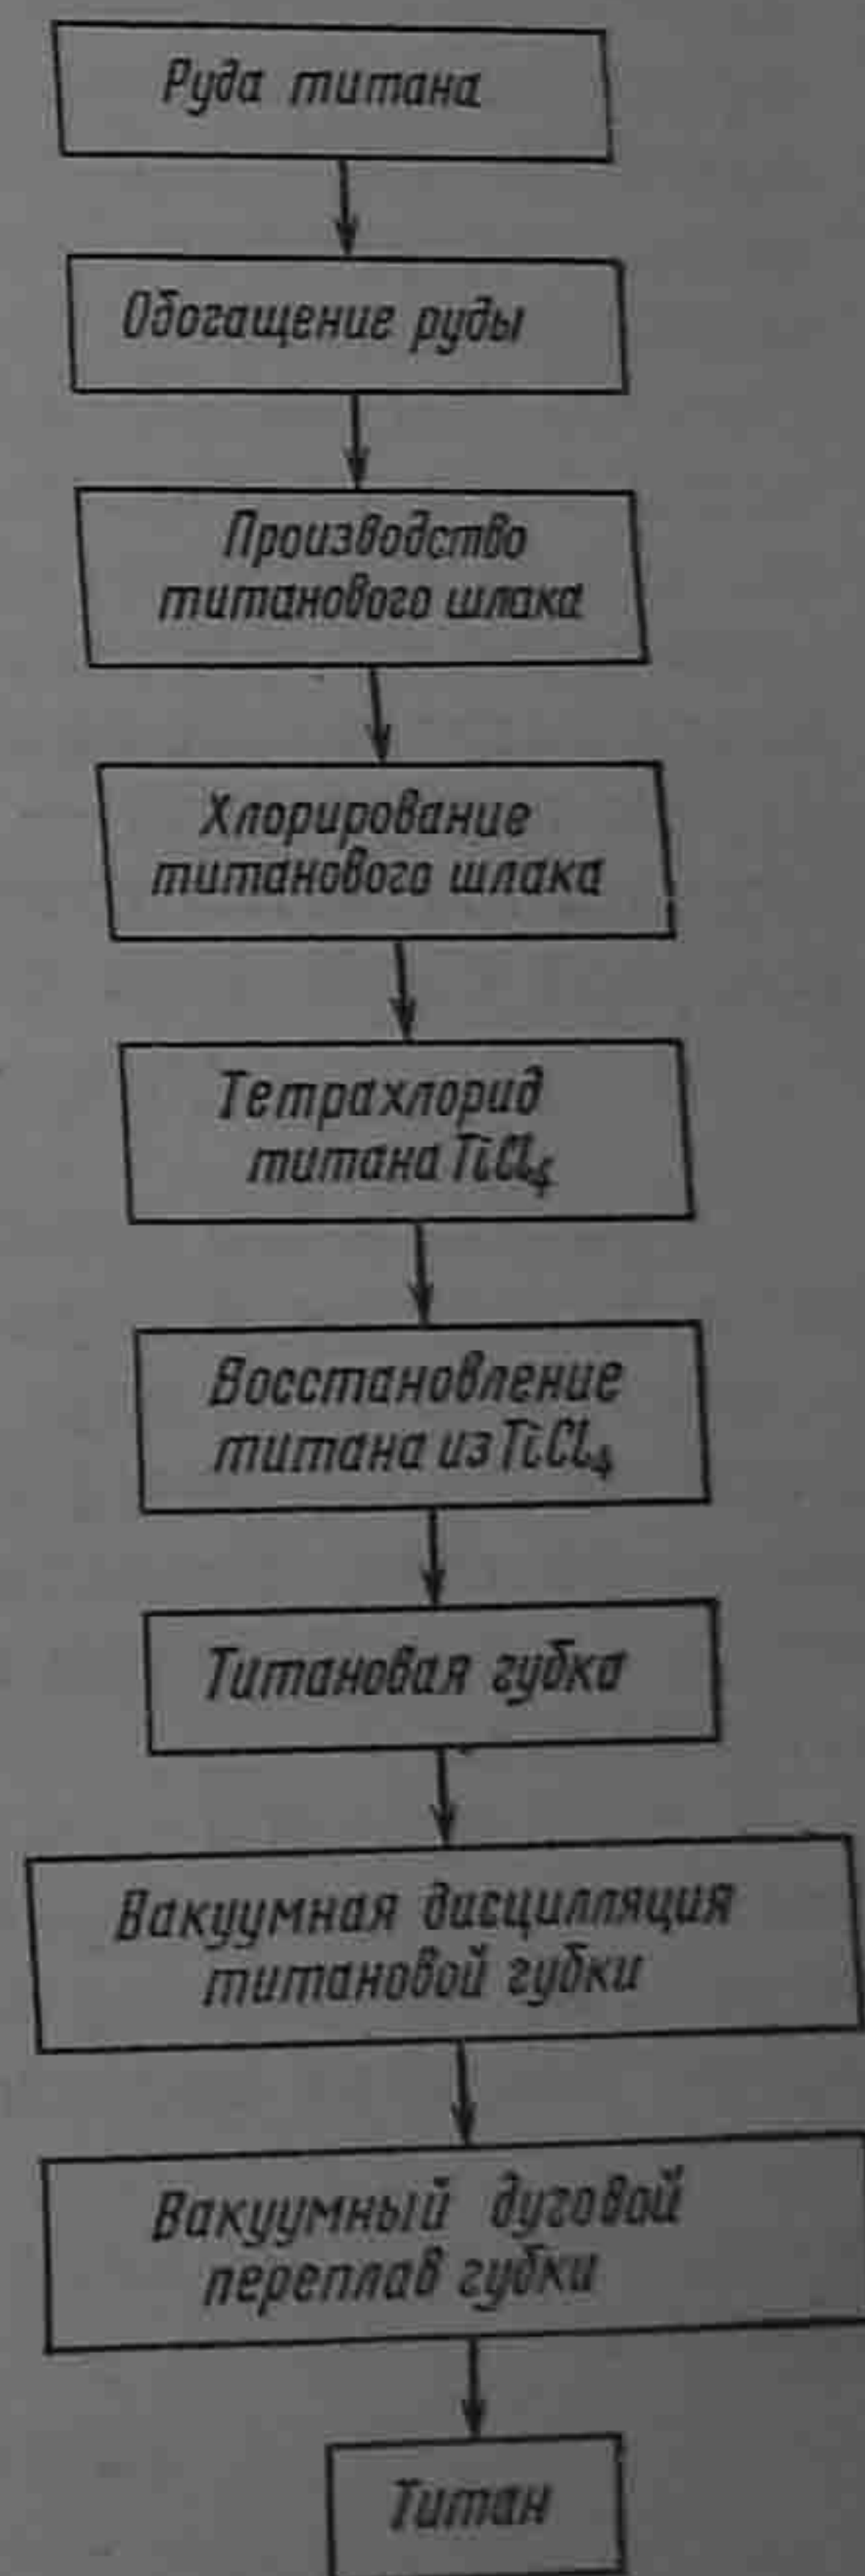 Руда титана
Обогащение руды
Производство
титанового шлака
Хлорирование
титанового шлака
Тетрахлорид
титана TiCl₄
Восстановление
титана из TiCl₄
Титановая губка
Вакуумная дисцилляция
титановой губки
Вакуумный дуговой
переплав губки
Титан